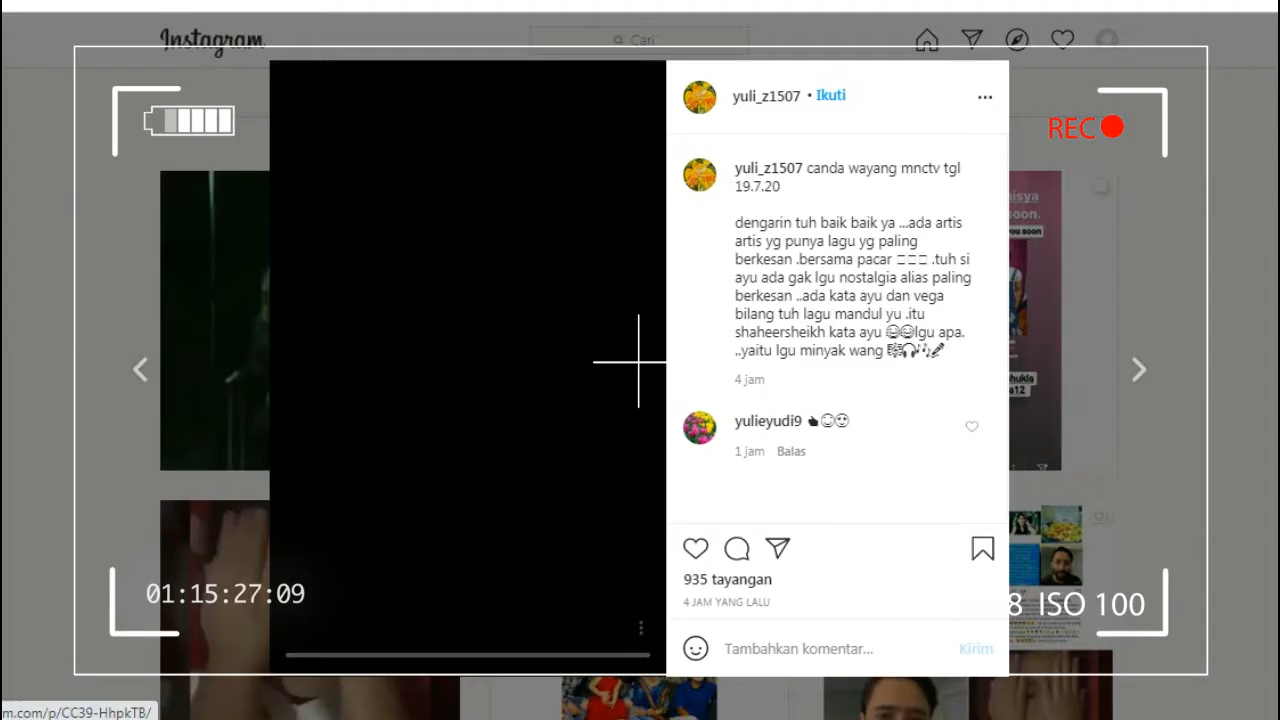 Instagram
Cari
REC
yuli_z1507 • Ikuti
yuli_z1507 canda wayang mnctv tgl
19.7.20
dengarin tuh baik baik ya ...ada artis
artis yg punya lagu yg paling
berkesan .bersama pacar □□□ .tuh si
ayu ada gak lgu nostalgia alias paling
berkesan ..ada kata ayu dan vega
bilang tuh lagu mandul yu .itu
shaheersheikh kata ayu 😂😂lgu apa.
..yaitu lgu minyak wang 🎼🎧🎶🎤
4 jam
yulieyudi9 👍😊🙂
1 jam Balas
935 tayangan
4 JAM YANG LALU
Tambahkan komentar... Kirim
soon.
you soon
01:15:27:09
8 ISO 100
m.com/p/CC39-HhpkTB/